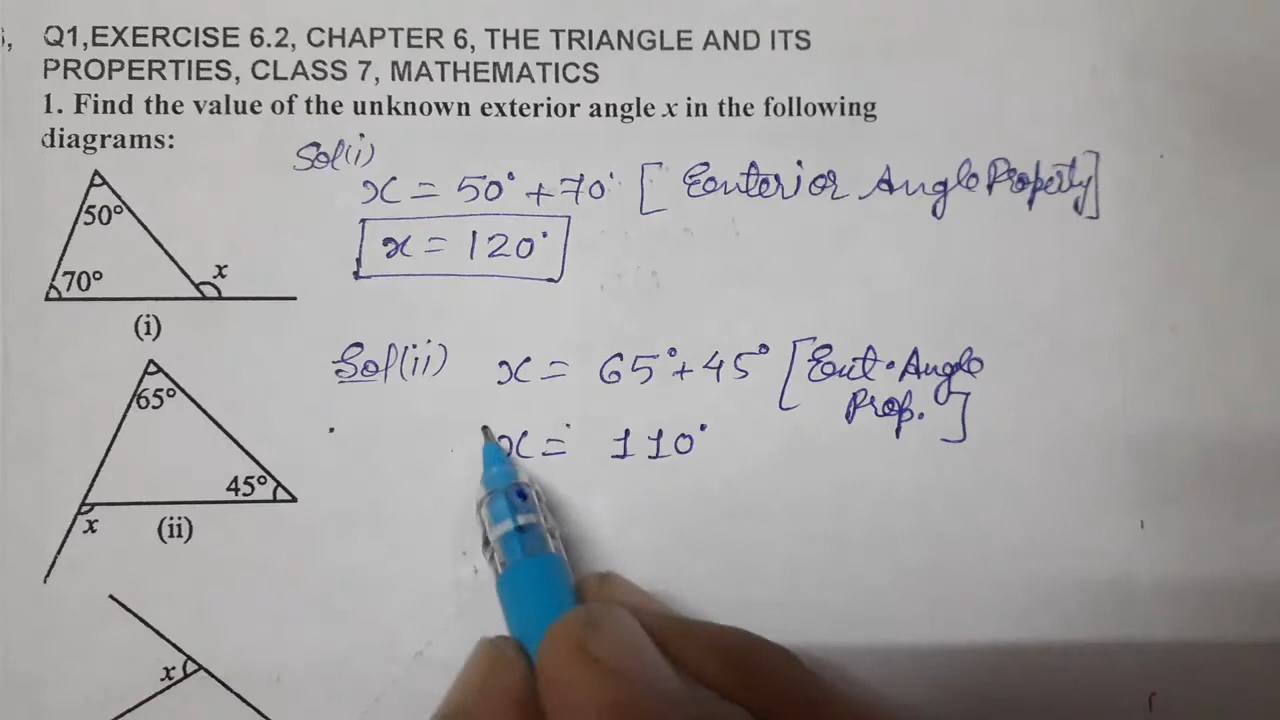 Q1,EXERCISE 6.2, CHAPTER 6, THE TRIANGLE AND ITS
PROPERTIES, CLASS 7, MATHEMATICS
1. Find the value of the unknown exterior angle x in the following
diagrams:
Sol(i)
x = 50° + 70° [Exterior Angle Property]
x = 120°
50°
70°
x
(i)
Sol(ii) x = 65° + 45° [Ext. Angle
Prop.]
x = 110°
65°
45°
x
(ii)
x